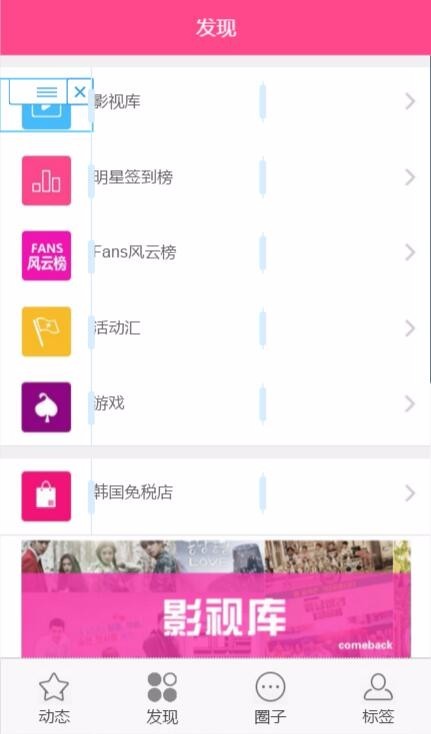 发现
影视库
明星签到榜
FANS
风云榜
Fans风云榜
活动汇
游戏
韩国免税店
LOVE
影视库
comeback
动态
发现
圈子
标签